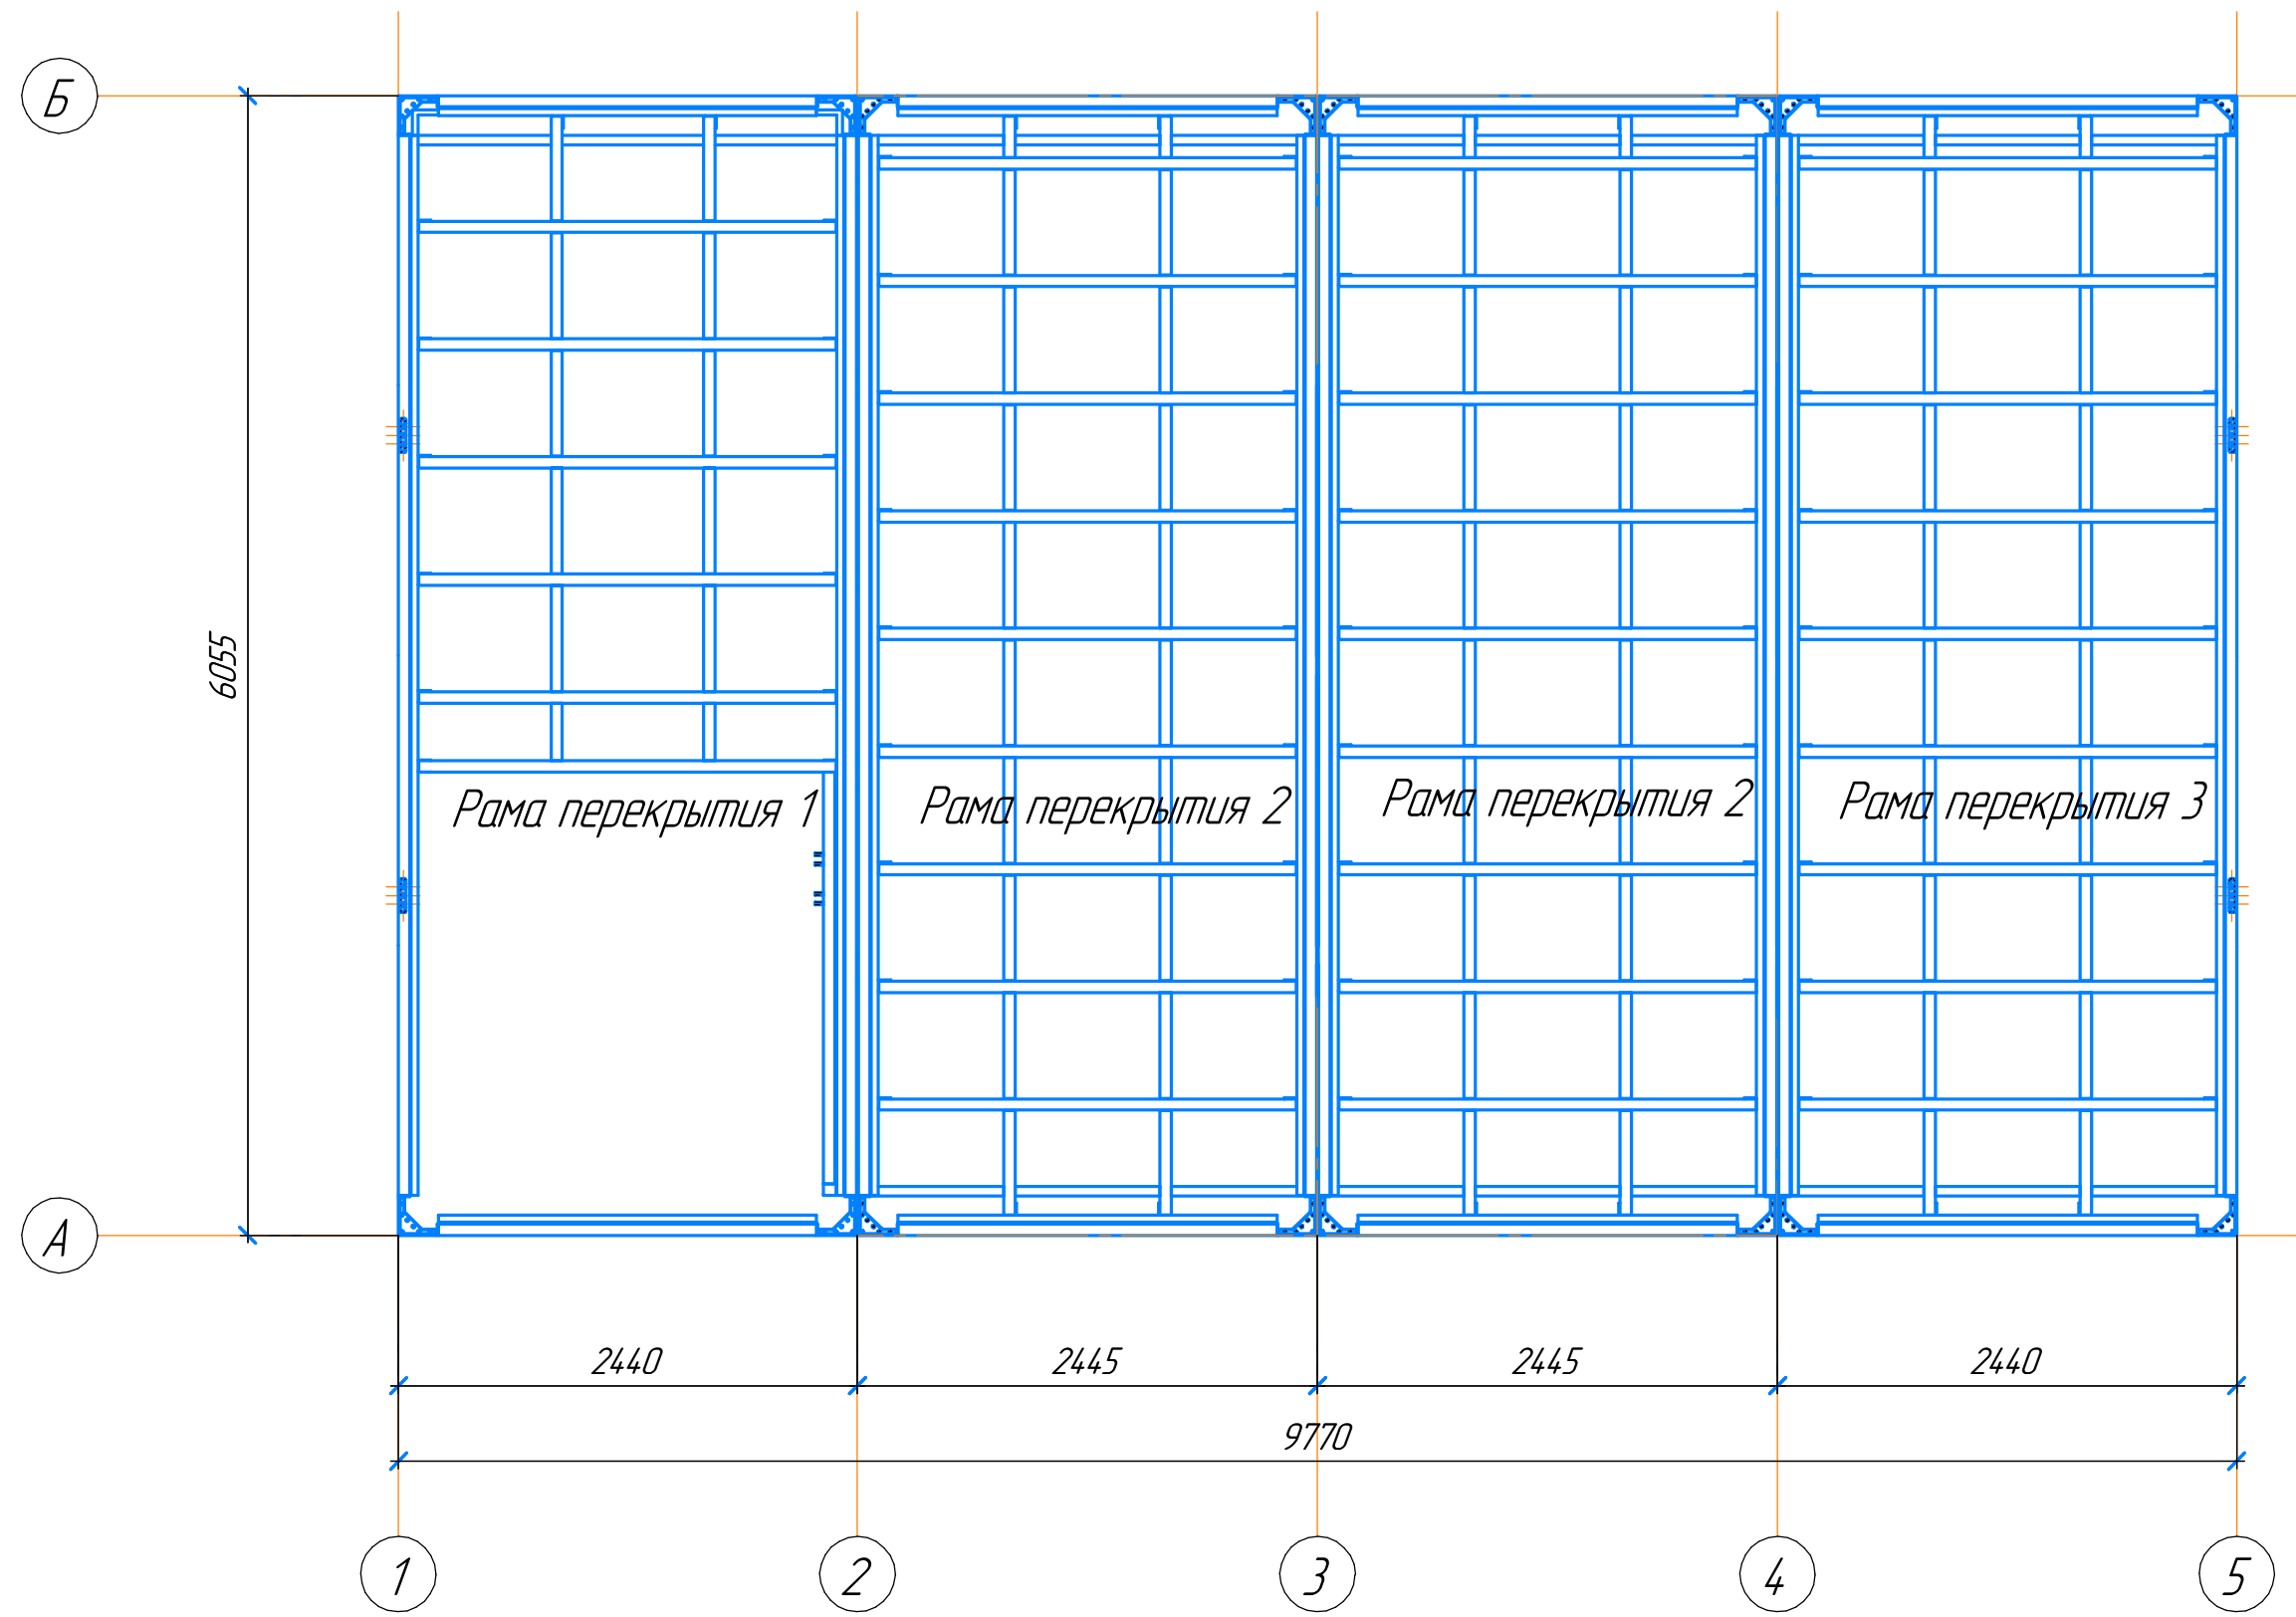 Б
6055
Рама перекрытия 1
Рама перекрытия 2
Рама перекрытия 2
Рама перекрытия 3
А
2440
2445
2445
2440
9770
1
2
3
4
5